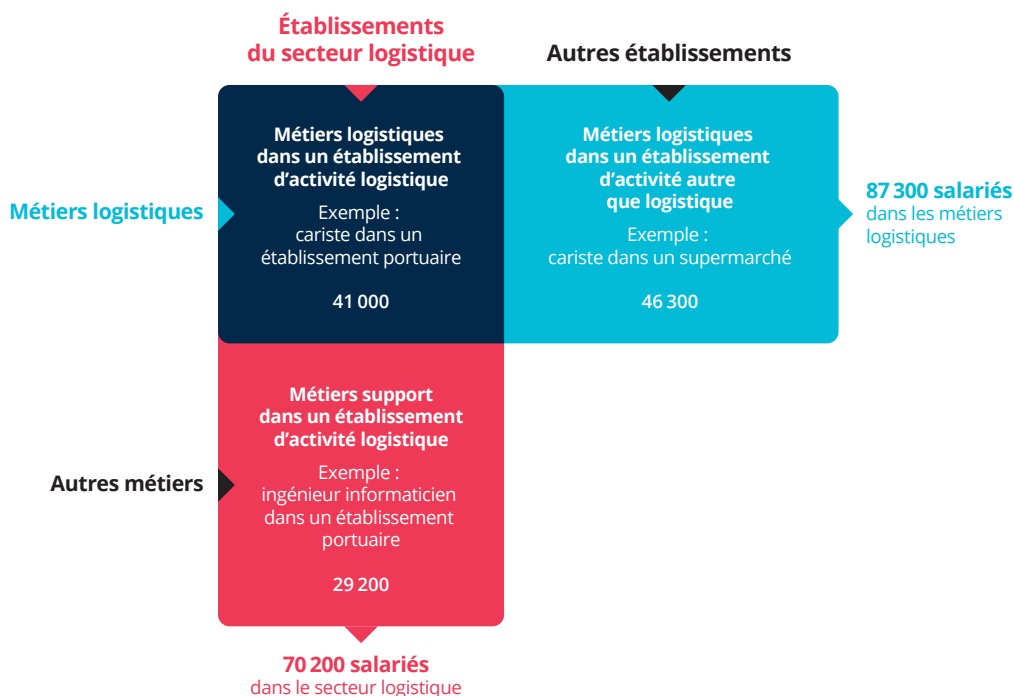 Établissements
du secteur logistique
Autres établissements
Métiers logistiques
Métiers logistiques
dans un établissement
d'activité logistique
Exemple :
cariste dans un
établissement portuaire
41 000
Métiers logistiques
dans un établissement
d'activité autre
que logistique
Exemple :
cariste dans un supermarché
46 300
87 300 salariés
dans les métiers
logistiques
Autres métiers
Métiers support
dans un établissement
d'activité logistique
Exemple :
ingénieur informaticien
dans un établissement
portuaire
29 200
70 200 salariés
dans le secteur logistique